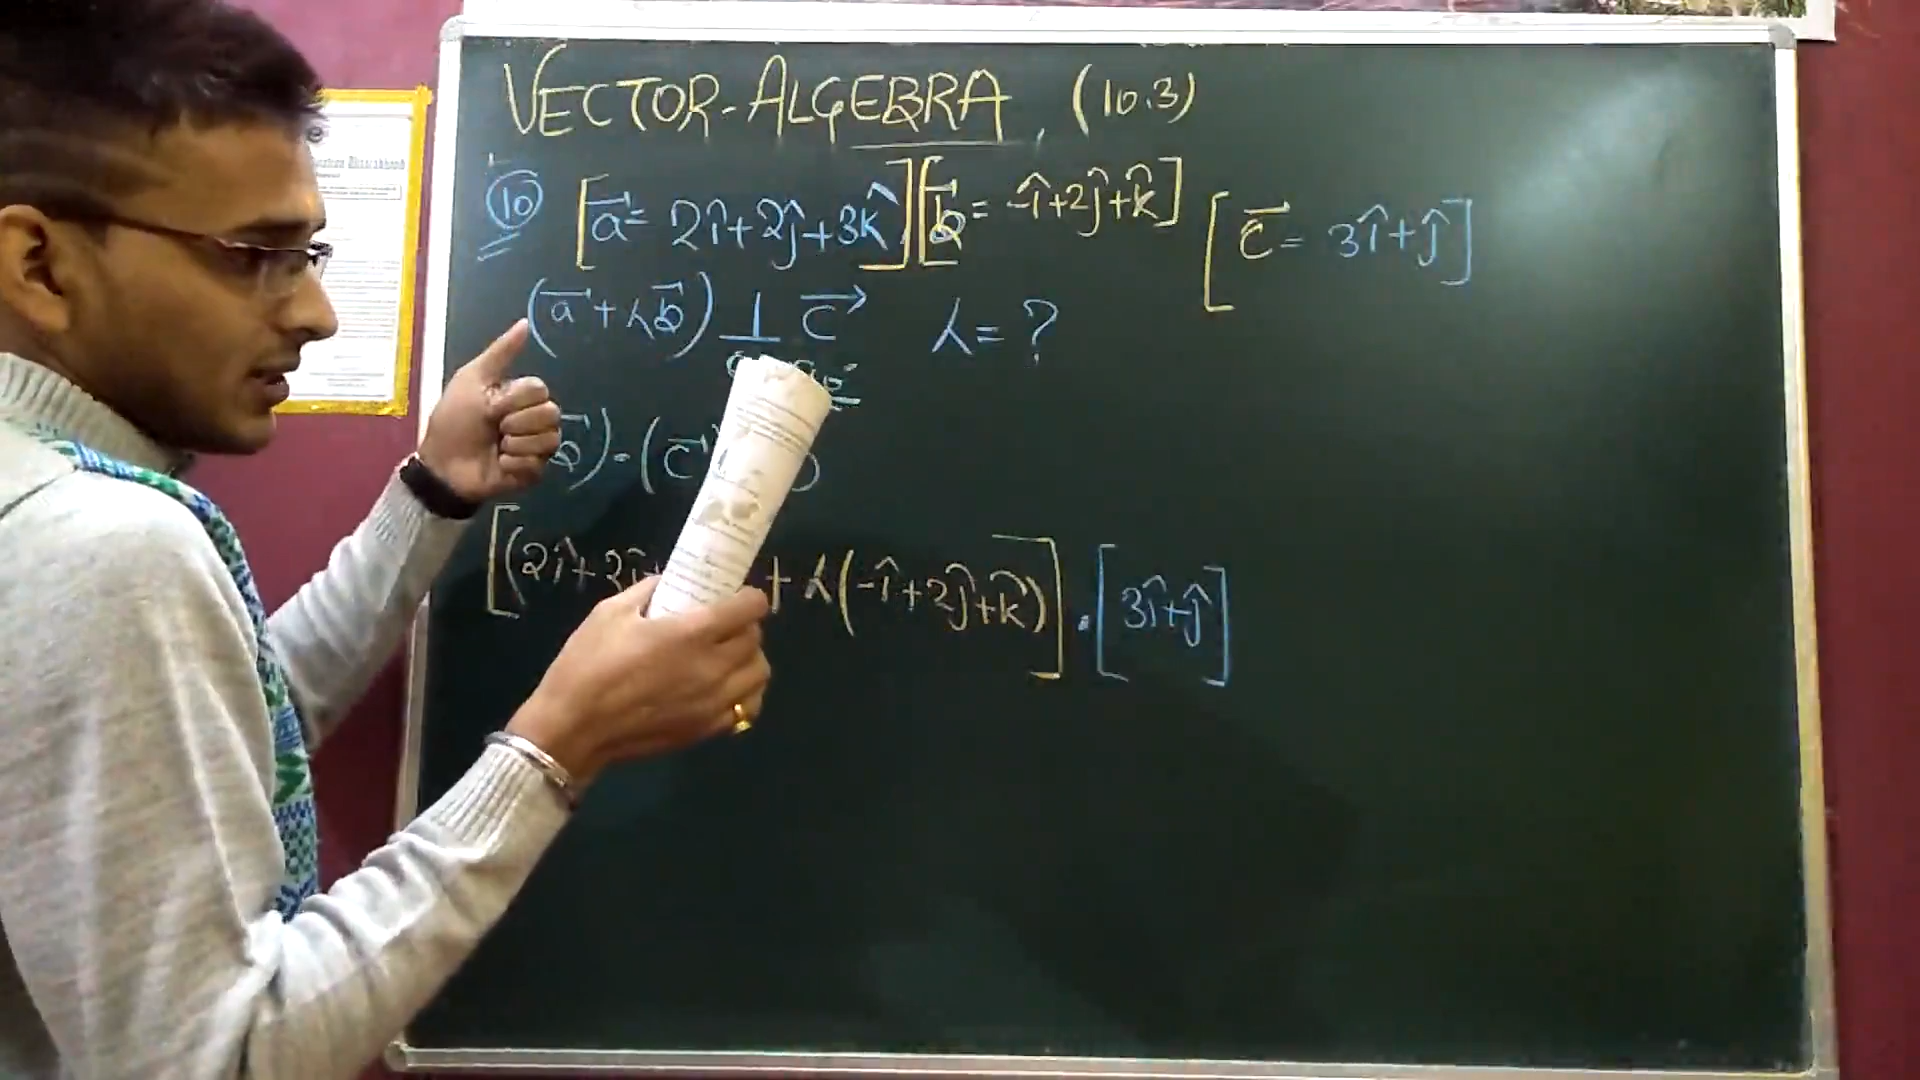 VECTOR-ALGEBRA, (10.3)
10 [a⃗ = 2î+2ĵ+3k̂], [b⃗ = -î+2ĵ+k̂] [c⃗ = 3î+ĵ]
(a⃗+λb⃗) ⊥ c⃗ λ = ?
b⃗)·(c⃗
[(2î+2ĵ+ +λ(-î+2ĵ+k̂)] · [3î+ĵ]